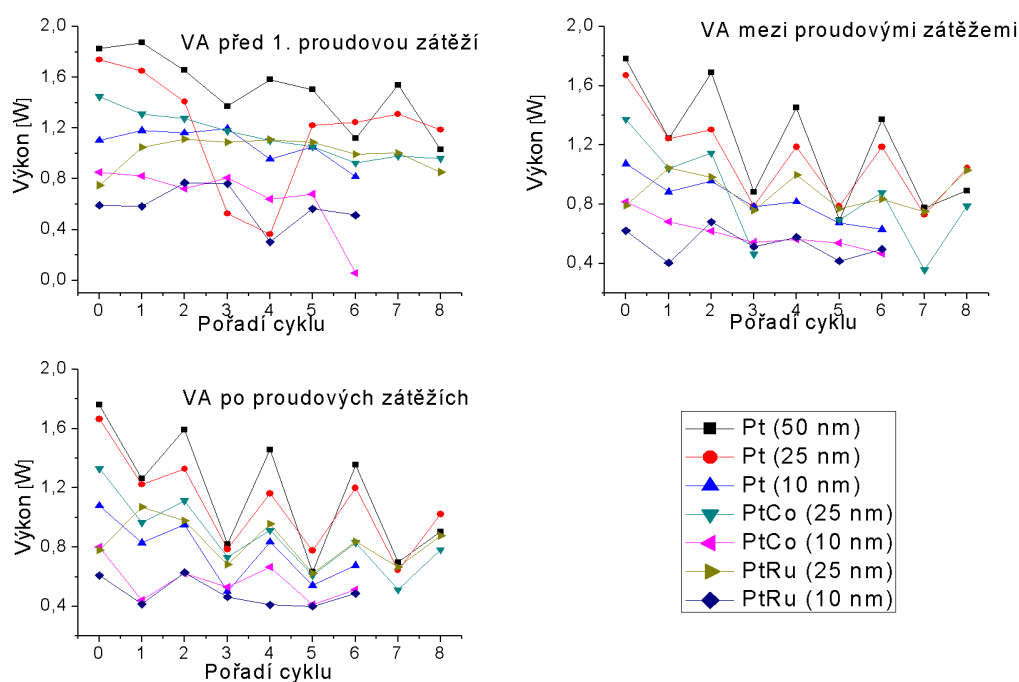 VA před 1. proudovou zátěží
2,0
1,6
1,2
0,8
0,4
0,0
Výkon [W]
0 1 2 3 4 5 6 7 8
Pořadí cyklu
VA mezi proudovými zátěžemi
2,0
1,6
1,2
0,8
0,4
Výkon [W]
0 1 2 3 4 5 6 7 8
Pořadí cyklu
VA po proudových zátěžích
2,0
1,6
1,2
0,8
0,4
Výkon [W]
0 1 2 3 4 5 6 7 8
Pořadí cyklu
Pt (50 nm)
Pt (25 nm)
Pt (10 nm)
PtCo (25 nm)
PtCo (10 nm)
PtRu (25 nm)
PtRu (10 nm)